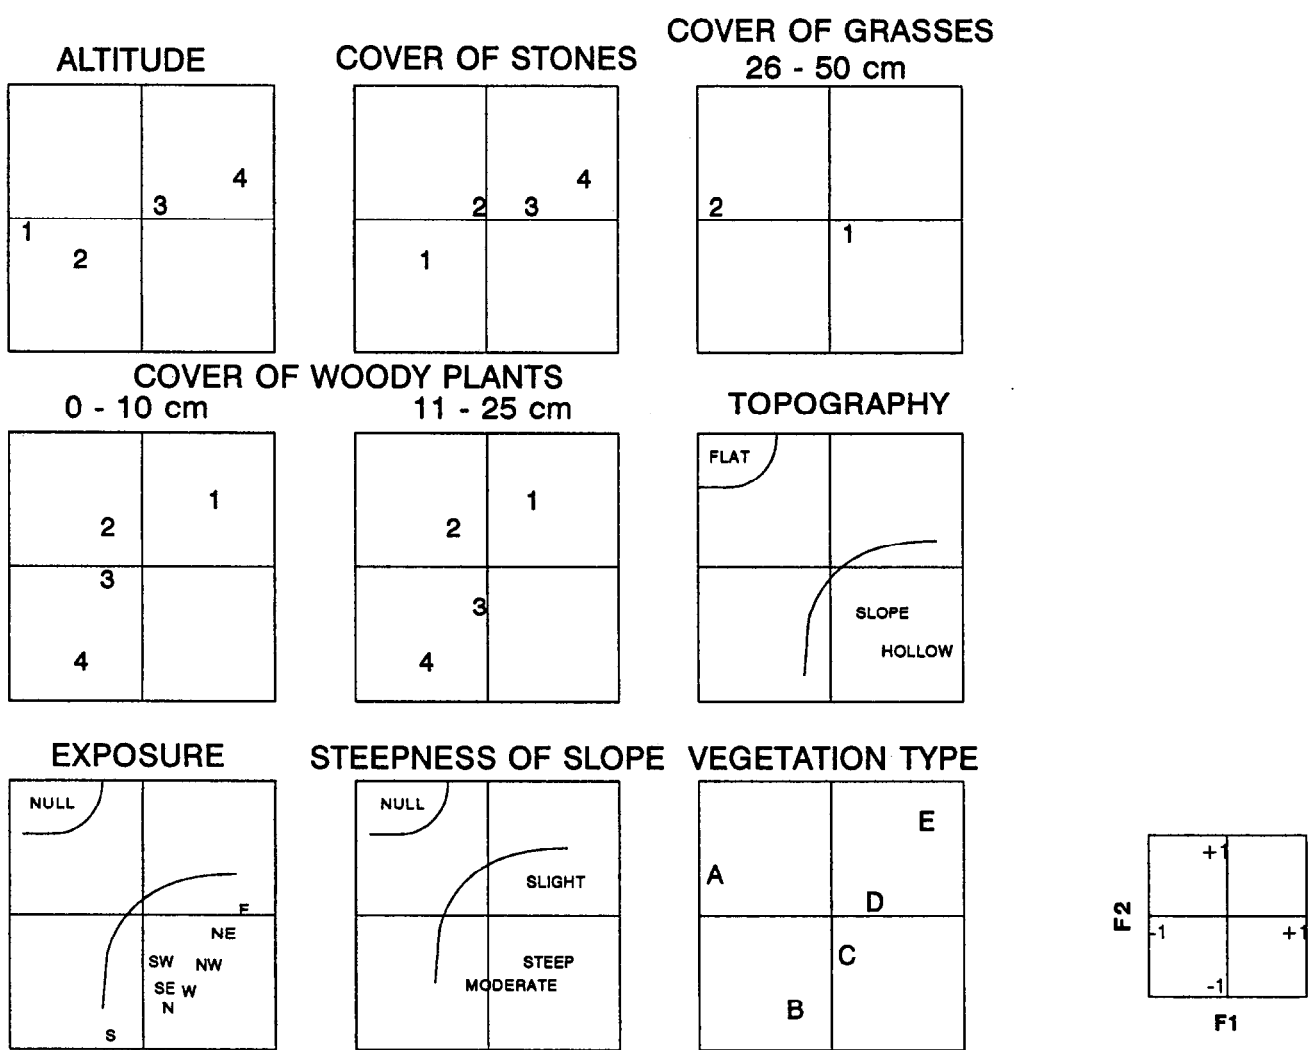 COVER OF GRASSES
ALTITUDE
COVER OF STONES
26 - 50 cm
4
3
1
2
4
2
3
1
2
1
COVER OF WOODY PLANTS
0 - 10 cm
11 - 25 cm
TOPOGRAPHY
1
2
3
4
1
2
3
4
FLAT
SLOPE
HOLLOW
EXPOSURE
STEEPNESS OF SLOPE
VEGETATION TYPE
NULL
NE
SW
NW
SE
W
N
S
NULL
SLIGHT
STEEP
MODERATE
E
A
D
C
B
+1
F2
-1
+1
-1
F1